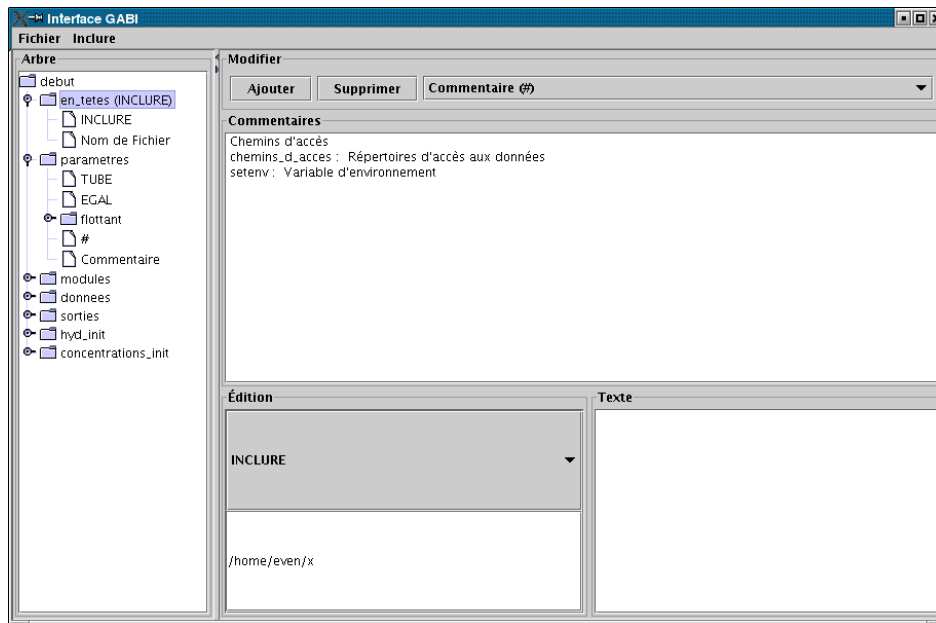 Interface GABI
Fichier Inclure
Arbre
debut
en_tetes (INCLURE)
INCLURE
Nom de Fichier
parametres
TUBE
EGAL
flottant
#
Commentaire
modules
donnees
sorties
hyd_init
concentrations_init
Modifier
Ajouter Supprimer Commentaire (#)
Commentaires
Chemins d'accès
chemins_d_acces : Répertoires d'accès aux données
setenv : Variable d'environnement
Édition
INCLURE
/home/even/x
Texte